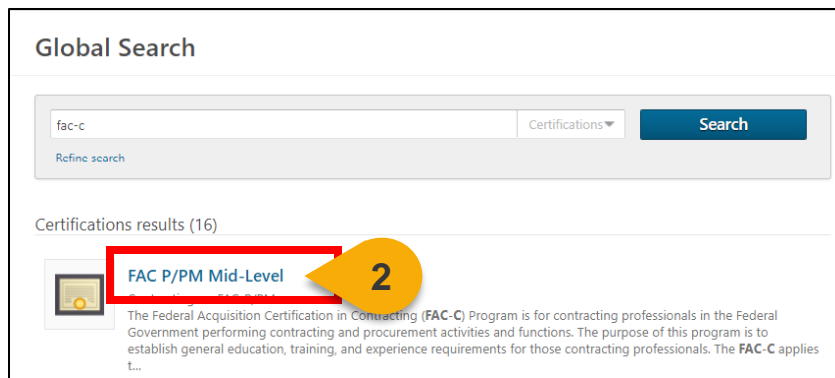 Global Search
fac-c
Certifications
Search
Refine search
Certifications results (16)
FAC P/PM Mid-Level
2
The Federal Acquisition Certification in Contracting (FAC-C) Program is for contracting professionals in the Federal
Government performing contracting and procurement activities and functions. The purpose of this program is to
establish general education, training, and experience requirements for those contracting professionals. The FAC-C applies
t...